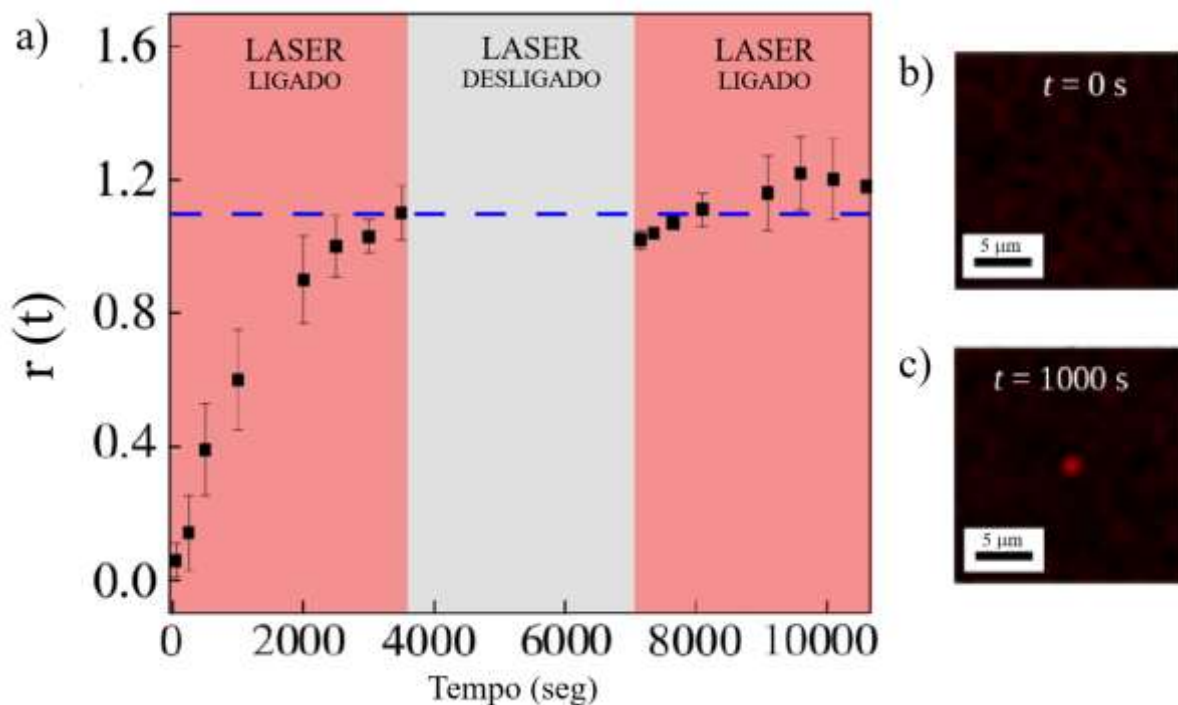 a)
1.6
1.2
0.8
0.4
0.0
r (t)
LASER
LIGADO
LASER
DESLIGADO
LASER
LIGADO
0
2000
4000
6000
8000
10000
Tempo (seg)
b)
t = 0 s
5 µm
c)
t = 1000 s
5 µm